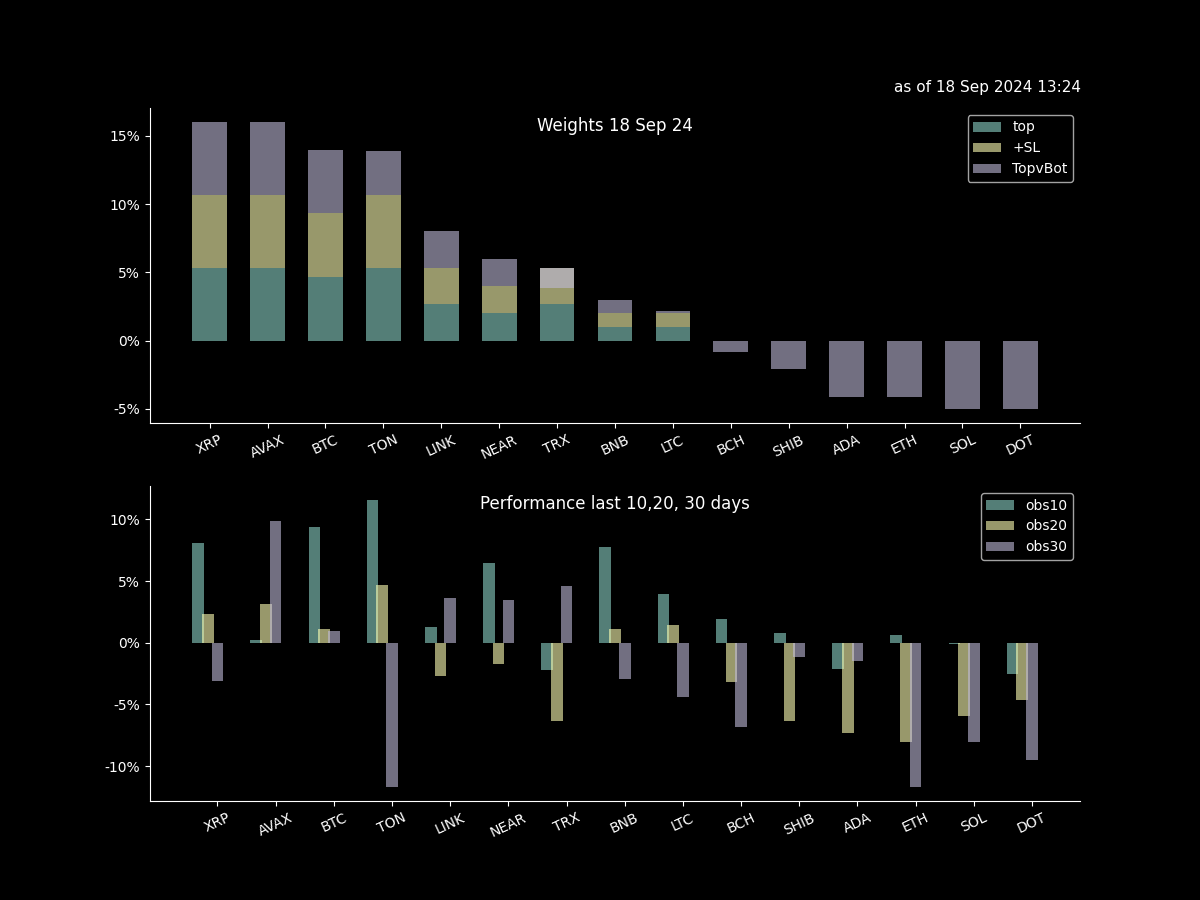 as of 18 Sep 2024 13:24
Weights 18 Sep 24
top
+SL
TopvBot
15%
10%
5%
0%
-5%
XRP AVAX BTC TON LINK NEAR TRX BNB LTC BCH SHIB ADA ETH SOL DOT
Performance last 10,20, 30 days
obs10
obs20
obs30
10%
5%
0%
-5%
-10%
XRP AVAX BTC TON LINK NEAR TRX BNB LTC BCH SHIB ADA ETH SOL DOT